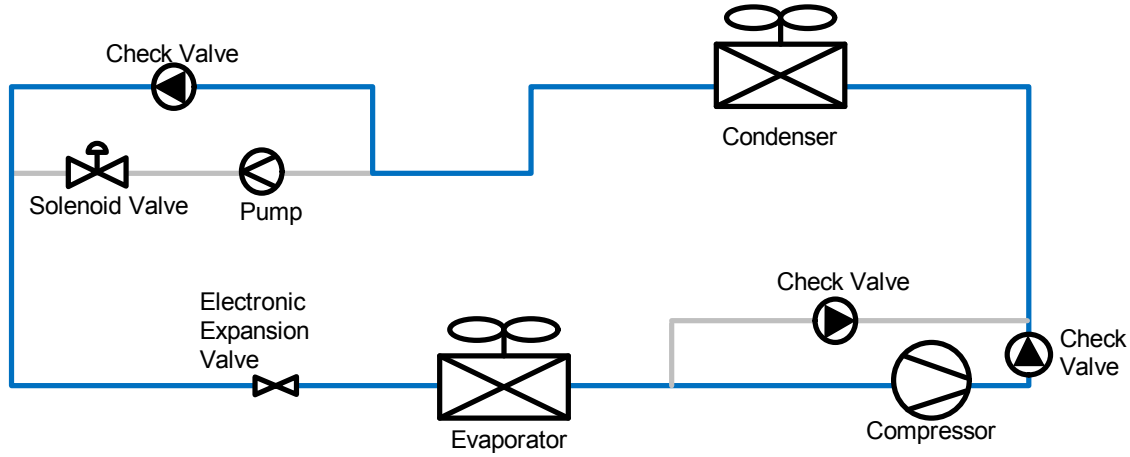 Check Valve
Condenser
Solenoid Valve
Pump
Check Valve
Electronic
Expansion
Valve
Check
Valve
Evaporator
Compressor